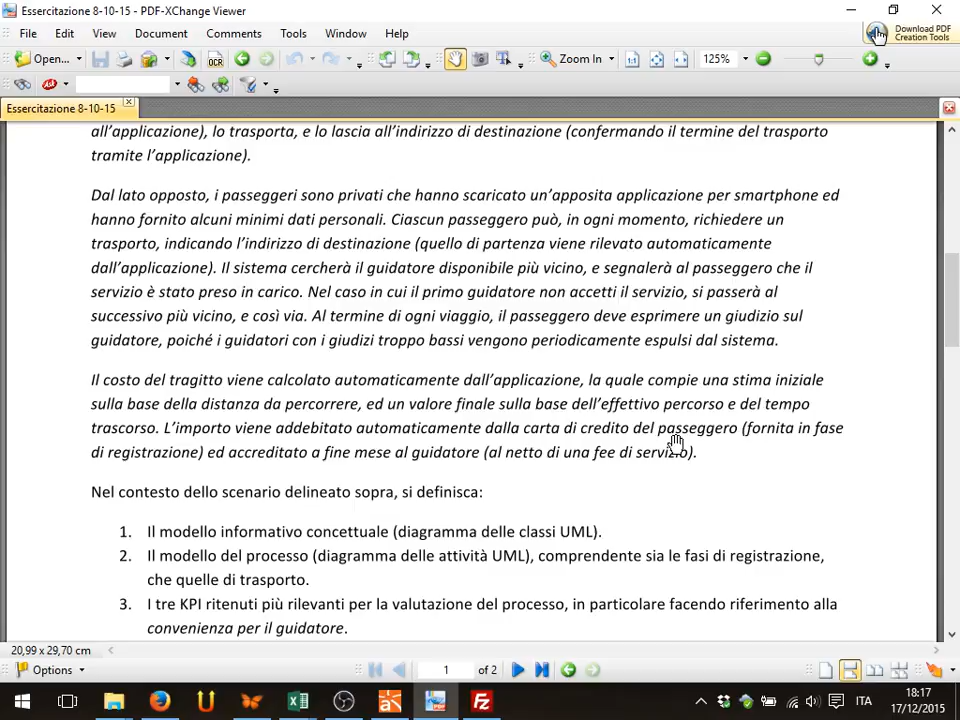 Essercitazione 8-10-15 - PDF-XChange Viewer
File Edit View Document Comments Tools Window Help
Download PDF
Creation Tools
Open... OCR Zoom In 125%
Essercitazione 8-10-15
all'applicazione), lo trasporta, e lo lascia all'indirizzo di destinazione (confermando il termine del trasporto
tramite l'applicazione).
Dal lato opposto, i passeggeri sono privati che hanno scaricato un'apposita applicazione per smartphone ed
hanno fornito alcuni minimi dati personali. Ciascun passeggero può, in ogni momento, richiedere un
trasporto, indicando l'indirizzo di destinazione (quello di partenza viene rilevato automaticamente
dall'applicazione). Il sistema cercherà il guidatore disponibile più vicino, e segnalerà al passeggero che il
servizio è stato preso in carico. Nel caso in cui il primo guidatore non accetti il servizio, si passerà al
successivo più vicino, e così via. Al termine di ogni viaggio, il passeggero deve esprimere un giudizio sul
guidatore, poiché i guidatori con i giudizi troppo bassi vengono periodicamente espulsi dal sistema.
Il costo del tragitto viene calcolato automaticamente dall'applicazione, la quale compie una stima iniziale
sulla base della distanza da percorrere, ed un valore finale sulla base dell'effettivo percorso e del tempo
trascorso. L'importo viene addebitato automaticamente dalla carta di credito del passeggero (fornita in fase
di registrazione) ed accreditato a fine mese al guidatore (al netto di una fee di servizio).
Nel contesto dello scenario delineato sopra, si definisca:
1. Il modello informativo concettuale (diagramma delle classi UML).
2. Il modello del processo (diagramma delle attività UML), comprendente sia le fasi di registrazione,
che quelle di trasporto.
3. I tre KPI ritenuti più rilevanti per la valutazione del processo, in particolare facendo riferimento alla
convenienza per il guidatore.
20,99 x 29,70 cm
Options 1 of 2
18:17
ITA
17/12/2015